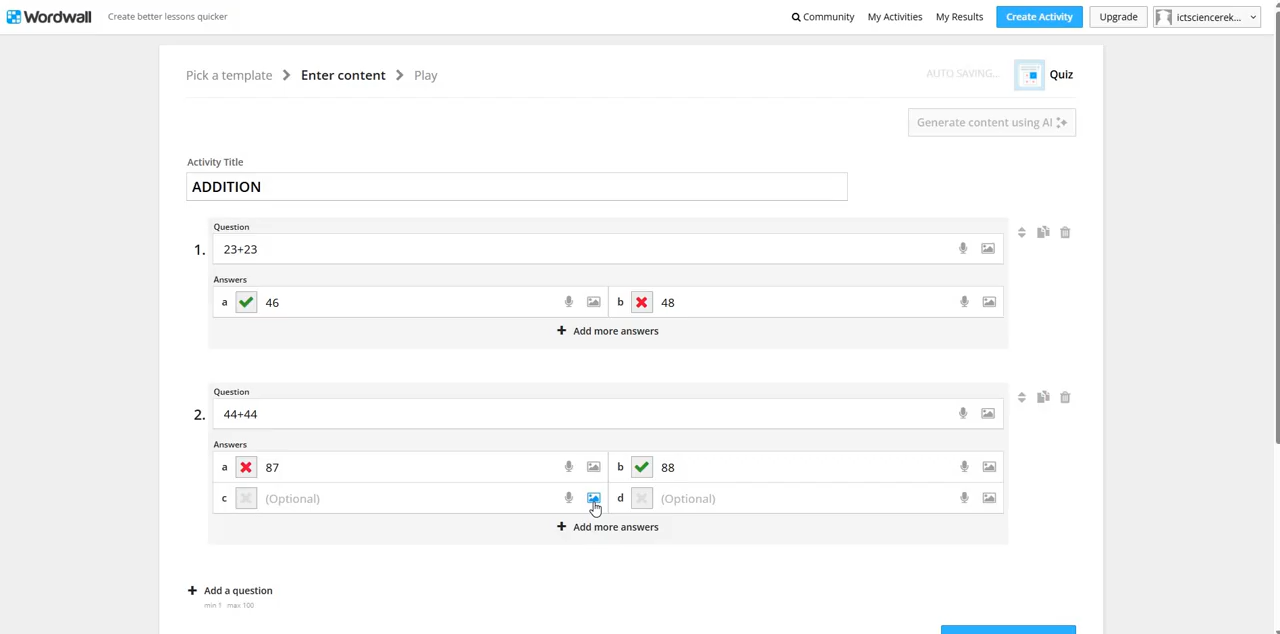 Wordwall Create better lessons quicker Community My Activities My Results Create Activity Upgrade ictsciencerek...
Pick a template Enter content Play AUTO SAVING... Quiz
Generate content using AI
Activity Title
ADDITION
Question
1. 23+23
Answers
a 46 b 48
+ Add more answers
Question
2. 44+44
Answers
a 87 b 88
c (Optional) d (Optional)
+ Add more answers
+ Add a question
min 1 max 100